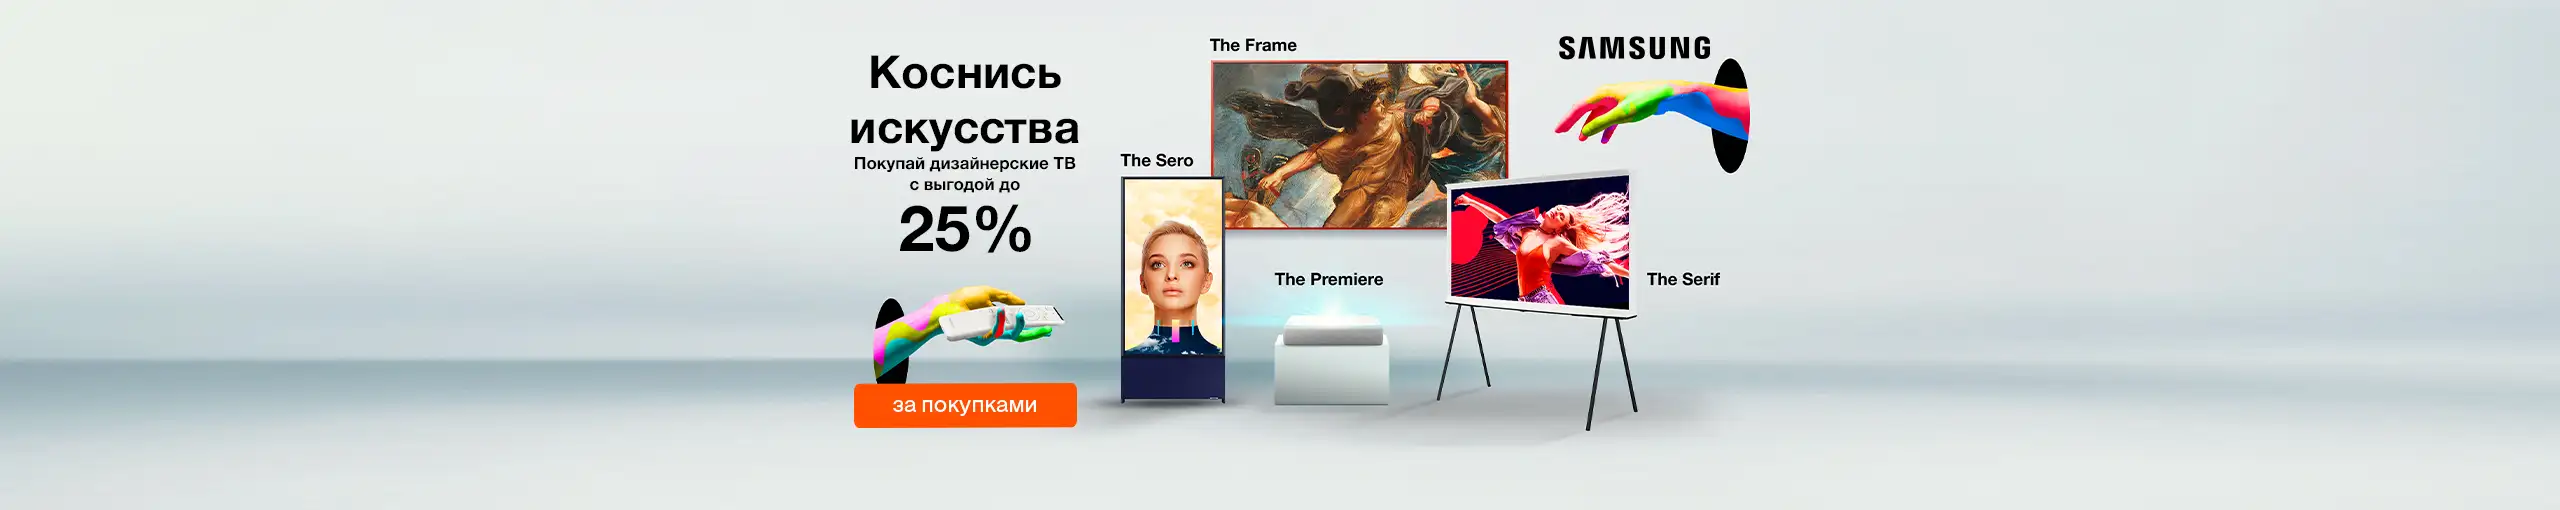 Коснись
искусства
Покупай дизайнерские ТВ
с выгодой до
25%
за покупками
The Frame
The Sero
The Premiere
The Serif
SAMSUNG